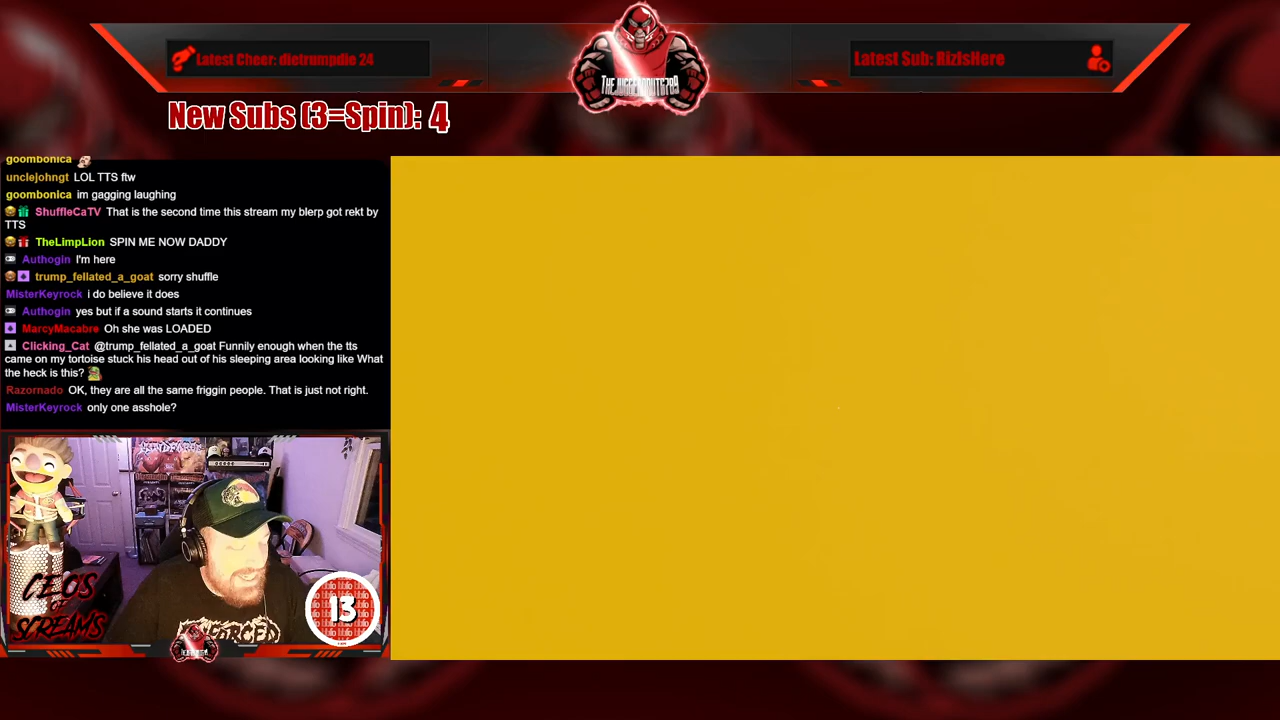 Latest Cheer: dietrumpdie 24
THEJUGGERNAUT6789
Latest Sub: RizIsHere
New Subs (3=Spin): 4
goombonica
unclejohngt LOL TTS ftw
goombonica im gagging laughing
ShuffleCaTV That is the second time this stream my blerp got rekt by
TTS
TheLimpLion SPIN ME NOW DADDY
Authogin I'm here
trump_fellated_a_goat sorry shuffle
MisterKeyrock i do believe it does
Authogin yes but if a sound starts it continues
MarcyMacabre Oh she was LOADED
Clicking_Cat @trump_fellated_a_goat Funnily enough when the tts
came on my tortoise stuck his head out of his sleeping area looking like What
the heck is this?
Razornado OK, they are all the same friggin people. That is just not right.
MisterKeyrock only one asshole?
CEO'S
OF
SCREAMS
13